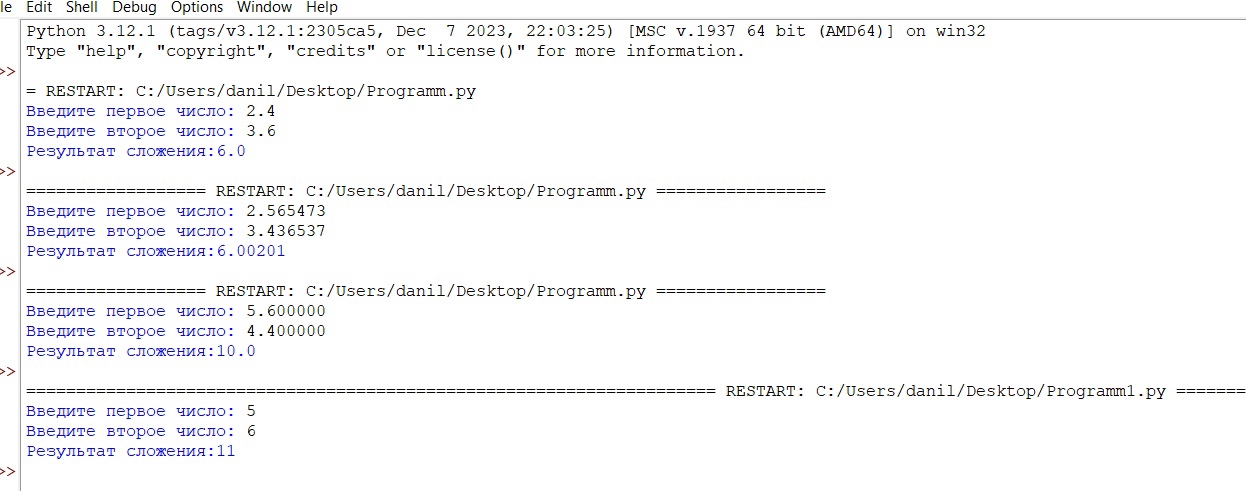 le Edit Shell Debug Options Window Help
Python 3.12.1 (tags/v3.12.1:2305ca5, Dec  7 2023, 22:03:25) [MSC v.1937 64 bit (AMD64)] on win32
Type "help", "copyright", "credits" or "license()" for more information.
>>
= RESTART: C:/Users/danil/Desktop/Programm.py
Введите первое число: 2.4
Введите второе число: 3.6
Результат сложения:6.0
>>
================== RESTART: C:/Users/danil/Desktop/Programm.py =================
Введите первое число: 2.565473
Введите второе число: 3.436537
Результат сложения:6.00201
>>
================== RESTART: C:/Users/danil/Desktop/Programm.py =================
Введите первое число: 5.600000
Введите второе число: 4.400000
Результат сложения:10.0
>>
===================================================================== RESTART: C:/Users/danil/Desktop/Programm1.py =======
Введите первое число: 5
Введите второе число: 6
Результат сложения:11
>>